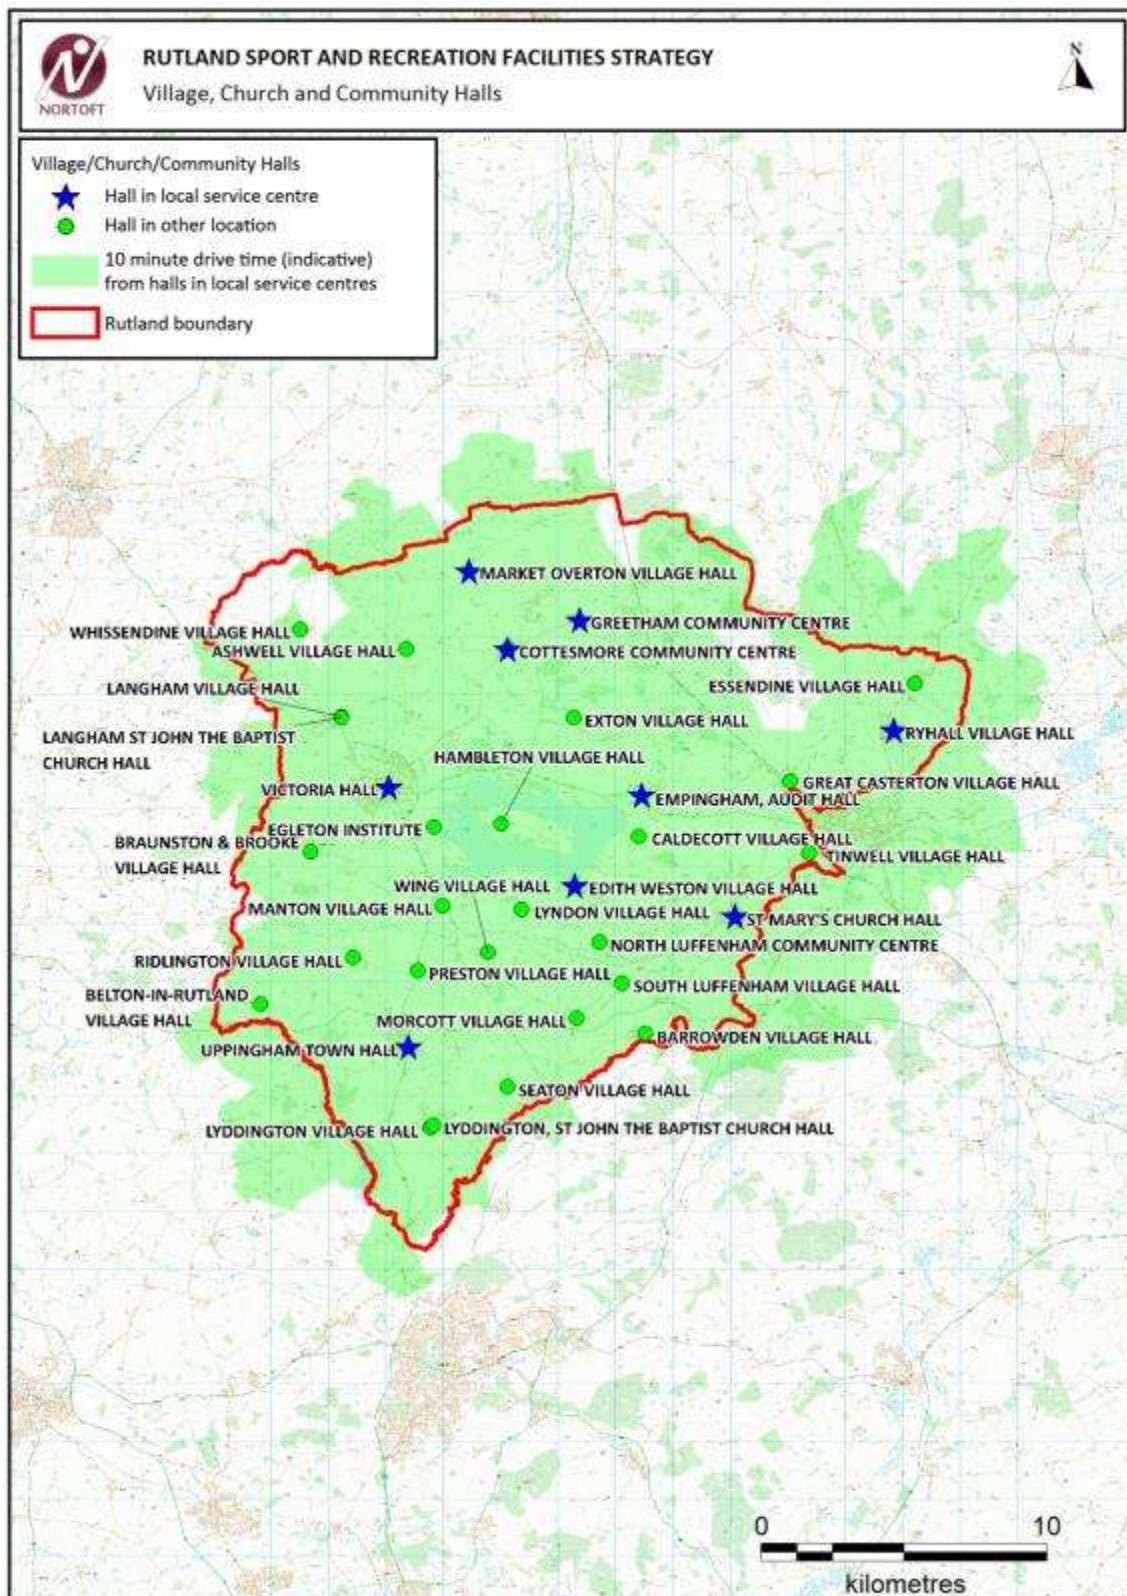 RUTLAND SPORT AND RECREATION FACILITIES STRATEGY
Village, Church and Community Halls
NORTOFT
N
Village/Church/Community Halls
Hall in local service centre
Hall in other location
10 minute drive time (indicative)
from halls in local service centres
Rutland boundary
MARKET OVERTON VILLAGE HALL
GREETHAM COMMUNITY CENTRE
WHISSENDINE VILLAGE HALL
ASHWELL VILLAGE HALL
COTTESMORE COMMUNITY CENTRE
LANGHAM VILLAGE HALL
ESSENDINE VILLAGE HALL
EXTON VILLAGE HALL
LANGHAM ST JOHN THE BAPTIST
CHURCH HALL
RYHALL VILLAGE HALL
HAMBLETON VILLAGE HALL
VICTORIA HALL
GREAT CASTERTON VILLAGE HALL
EMPINGHAM, AUDIT HALL
EGLETON INSTITUTE
BRAUNSTON & BROOKE
VILLAGE HALL
CALDECOTT VILLAGE HALL
TINWELL VILLAGE HALL
WING VILLAGE HALL
EDITH WESTON VILLAGE HALL
MANTON VILLAGE HALL
LYNDON VILLAGE HALL
ST MARY'S CHURCH HALL
NORTH LUFFENHAM COMMUNITY CENTRE
RIDLINGTON VILLAGE HALL
PRESTON VILLAGE HALL
SOUTH LUFFENHAM VILLAGE HALL
BELTON-IN-RUTLAND
VILLAGE HALL
MORCOTT VILLAGE HALL
BARROWDEN VILLAGE HALL
UPPINGHAM TOWN HALL
SEATON VILLAGE HALL
LYDDINGTON VILLAGE HALL
LYDDINGTON, ST JOHN THE BAPTIST CHURCH HALL
0 10
kilometres